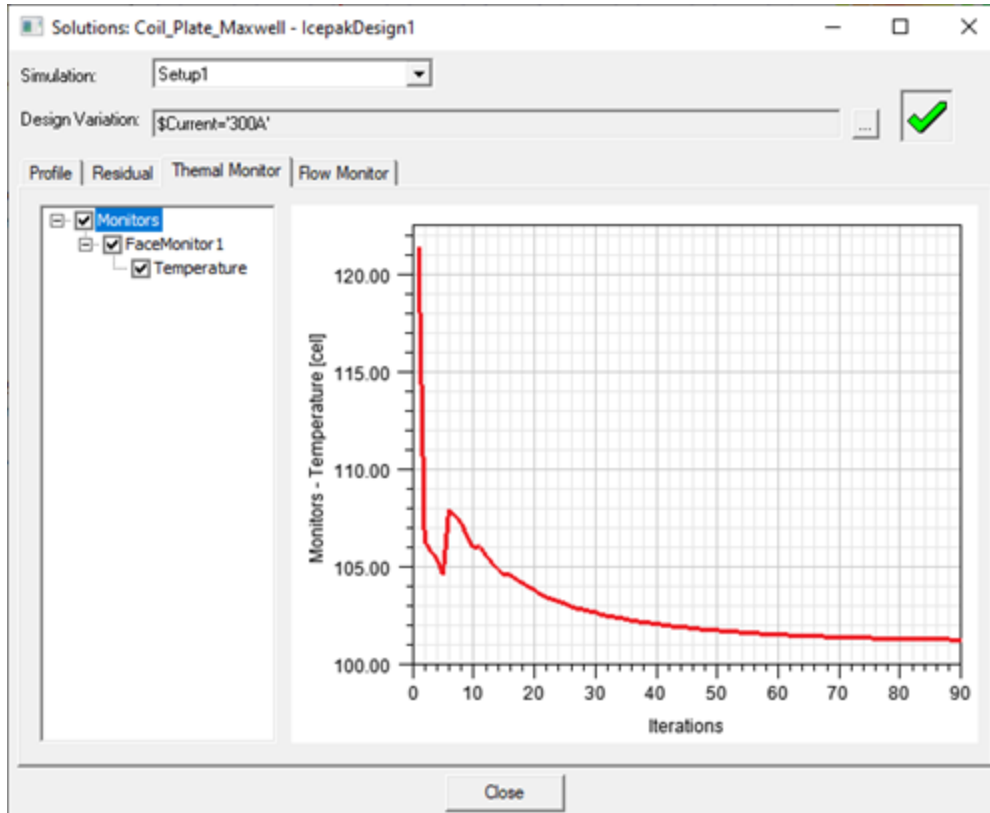 Solutions: Coil_Plate_Maxwell - IcepakDesign1
Simulation: Setup1
Design Variation: $Current='300A' ...
Profile Residual Themal Monitor Flow Monitor
Monitors
FaceMonitor1
Temperature
Monitors - Temperature [cel]
120.00
115.00
110.00
105.00
100.00
0 10 20 30 40 50 60 70 80 90
Iterations
Close